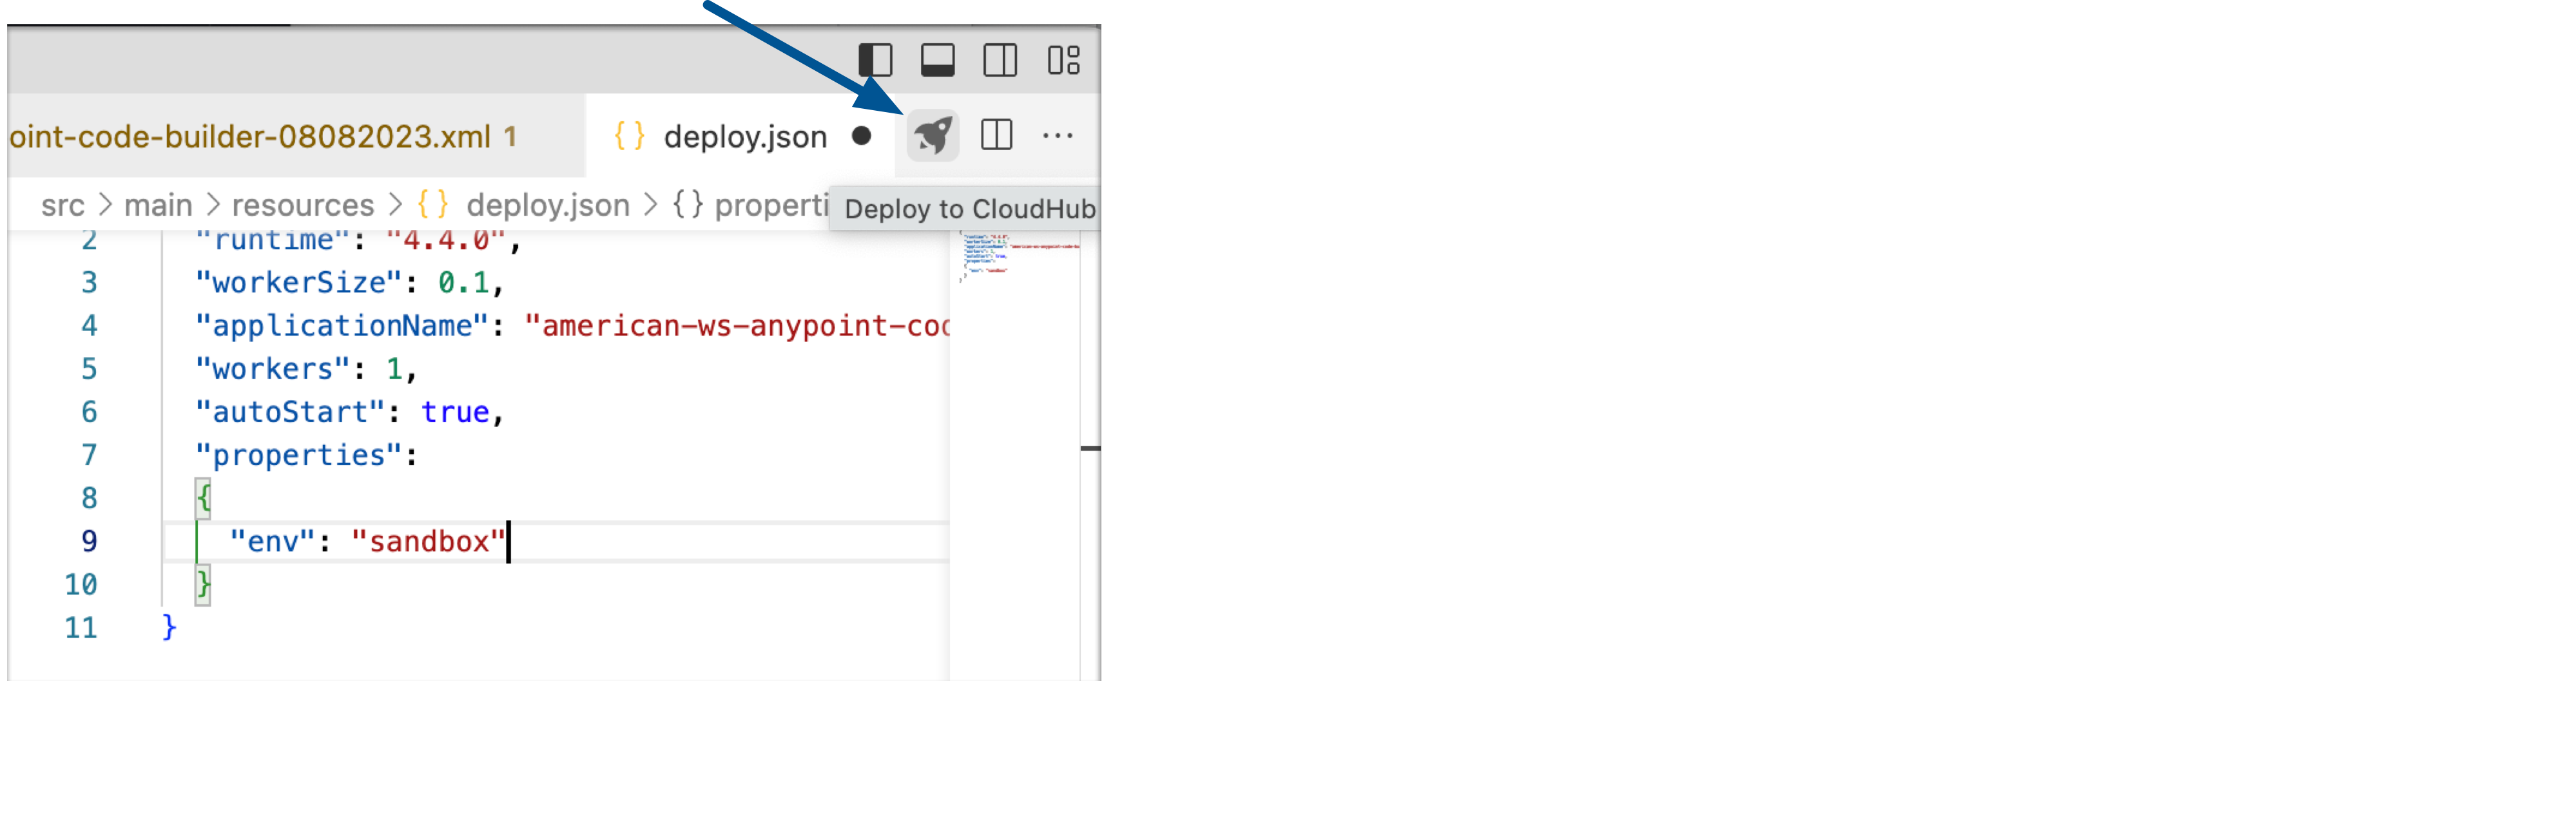 oint-code-builder-08082023.xml 1
{} deploy.json ● ···
src > main > resources > {} deploy.json > {} properti
Deploy to CloudHub
2 "runtime": "4.4.0",
3 "workerSize": 0.1,
4 "applicationName": "american-ws-anypoint-cod
5 "workers": 1,
6 "autoStart": true,
7 "properties":
8 {
9 "env": "sandbox"
10 }
11 }